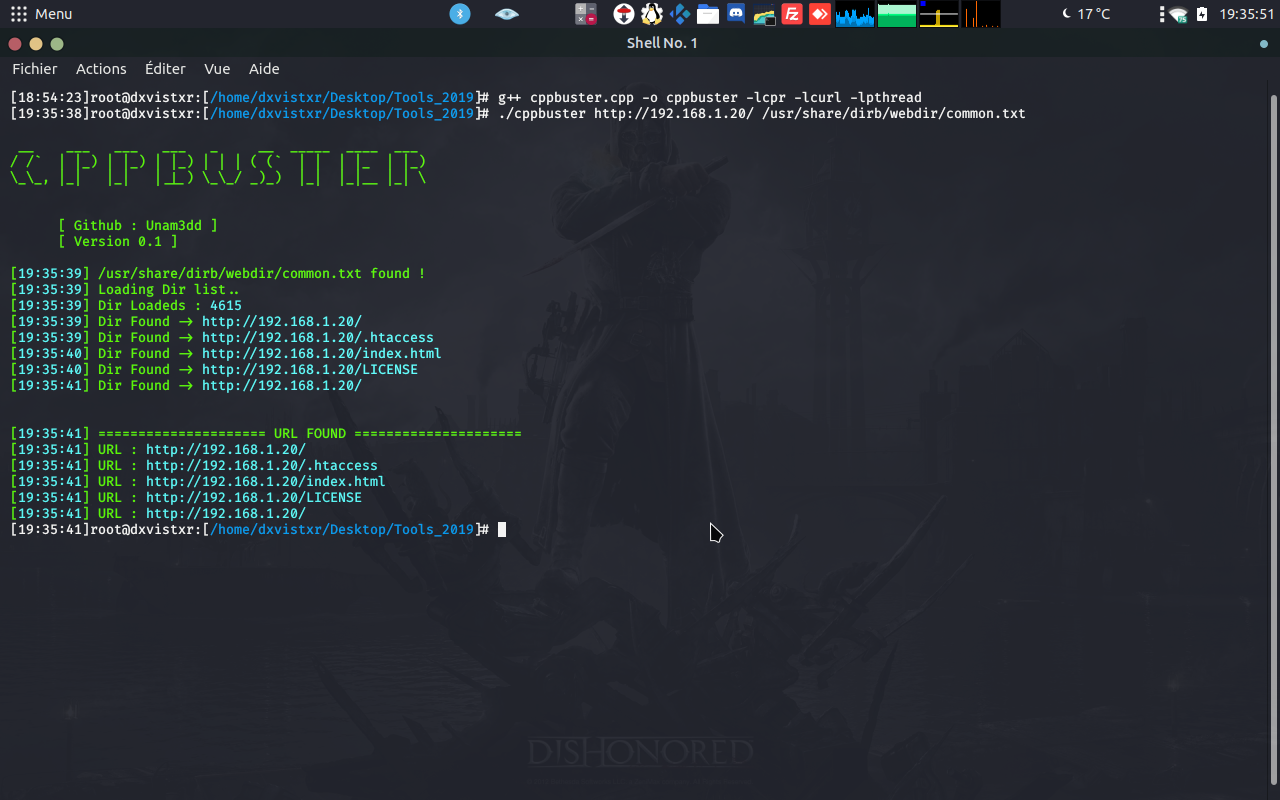 Menu
17 °C
75
19:35:51
Shell No. 1
Fichier Actions Éditer Vue Aide
[18:54:23]root@dxvistxr:[/home/dxvistxr/Desktop/Tools_2019]# g++ cppbuster.cpp -o cppbuster -lcpr -lcurl -lpthread
[19:35:38]root@dxvistxr:[/home/dxvistxr/Desktop/Tools_2019]# ./cppbuster http://192.168.1.20/ /usr/share/dirb/webdir/common.txt
CPPBUSTER
[ Github : Unam3dd ]
[ Version 0.1 ]
[19:35:39] /usr/share/dirb/webdir/common.txt found !
[19:35:39] Loading Dir list..
[19:35:39] Dir Loadeds : 4615
[19:35:39] Dir Found -> http://192.168.1.20/
[19:35:39] Dir Found -> http://192.168.1.20/.htaccess
[19:35:40] Dir Found -> http://192.168.1.20/index.html
[19:35:40] Dir Found -> http://192.168.1.20/LICENSE
[19:35:41] Dir Found -> http://192.168.1.20/
[19:35:41] ===================== URL FOUND =====================
[19:35:41] URL : http://192.168.1.20/
[19:35:41] URL : http://192.168.1.20/.htaccess
[19:35:41] URL : http://192.168.1.20/index.html
[19:35:41] URL : http://192.168.1.20/LICENSE
[19:35:41] URL : http://192.168.1.20/
[19:35:41]root@dxvistxr:[/home/dxvistxr/Desktop/Tools_2019]#
DISHONORED